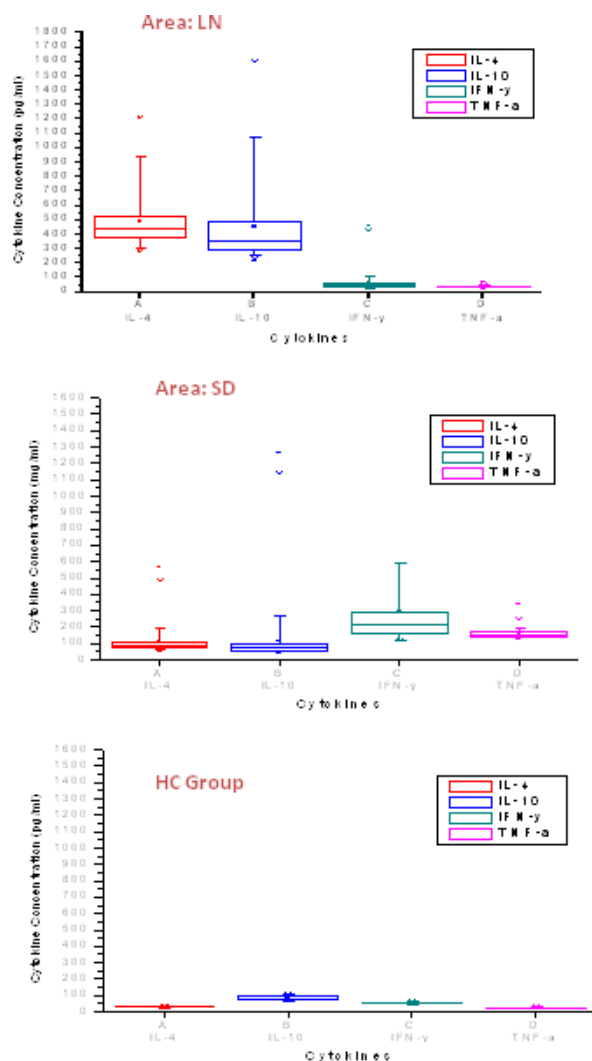 Area: LN
1800
1700
1600
1500
1400
1300
1200
1100
1000
900
800
700
600
500
400
300
200
100
0
Cytokine Concentration (pg/ml)
IL-4
IL-10
IFN-y
TNF-a
A B C D
IL-4 IL-10 IFN-y TNF-a
Cytokines
Area: SD
1600
1500
1400
1300
1200
1100
1000
900
800
700
600
500
400
300
200
100
0
Cytokine Concentration (mg/ml)
IL-4
IL-10
IFN-y
TNF-a
A B C D
IL-4 IL-10 IFN-y TNF-a
Cytokines
HC Group
1600
1500
1400
1300
1200
1100
1000
900
800
700
600
500
400
300
200
100
0
Cytokine Concentration (pg/ml)
IL-4
IL-10
IFN-y
TNF-a
A B C D
IL-4 IL-10 IFN-y TNF-a
Cytokines